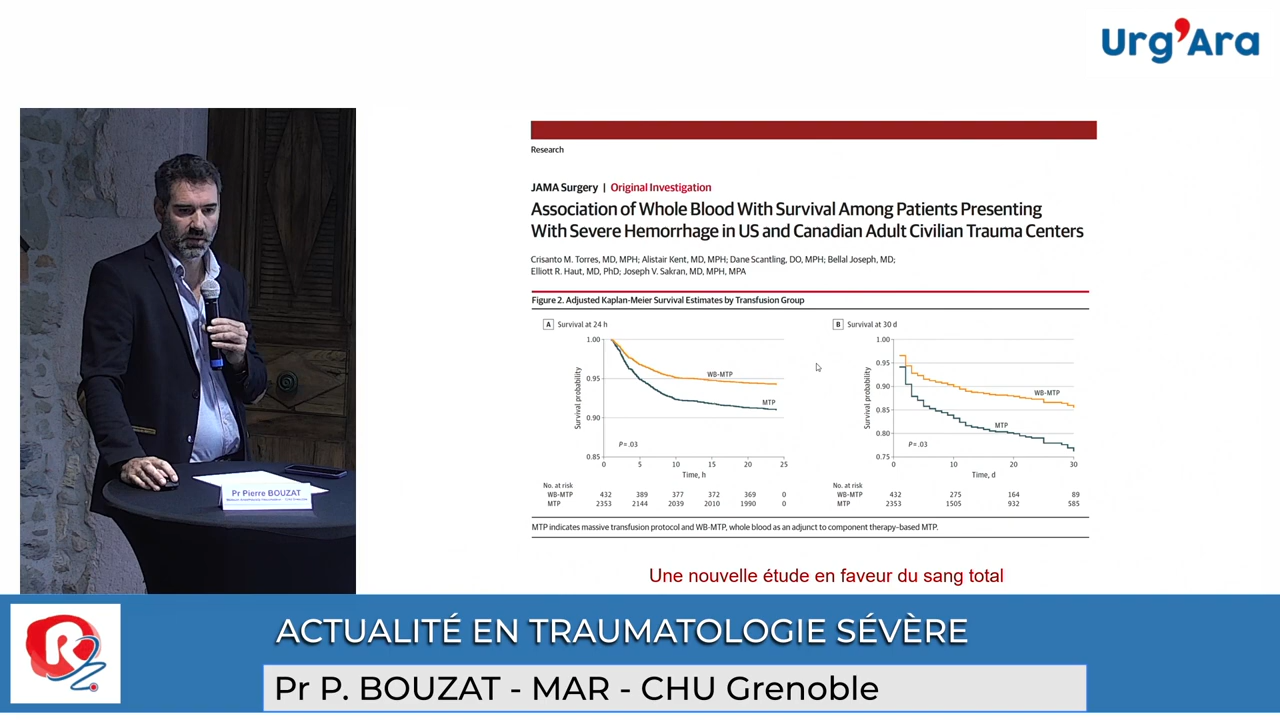 Urg'Ara
Research
JAMA Surgery | Original Investigation
Association of Whole Blood With Survival Among Patients Presenting
With Severe Hemorrhage in US and Canadian Adult Civilian Trauma Centers
Crisanto M. Torres, MD, MPH; Alistair Kent, MD, MPH; Dane Scantling, DO, MPH; Bellal Joseph, MD;
Elliott R. Haut, MD, PhD; Joseph V. Sakran, MD, MPH, MPA
Figure 2. Adjusted Kaplan-Meier Survival Estimates by Transfusion Group
A Survival at 24 h
1.00
0.95
0.90
0.85
Survival probability
WB-MTP
MTP
P = .03
0 5 10 15 20 25
Time, h
No. at risk
WB-MTP 432 389 377 372 369 0
MTP 2353 2144 2039 2010 1990 0
B Survival at 30 d
1.00
0.95
0.90
0.85
0.80
0.75
Survival probability
WB-MTP
MTP
P = .03
0 10 20 30
Time, d
No. at risk
WB-MTP 432 275 164 89
MTP 2353 1505 932 585
MTP indicates massive transfusion protocol and WB-MTP, whole blood as an adjunct to component therapy–based MTP.
Une nouvelle étude en faveur du sang total
Pr Pierre BOUZAT
R
ACTUALITÉ EN TRAUMATOLOGIE SÉVÈRE
Pr P. BOUZAT - MAR - CHU Grenoble